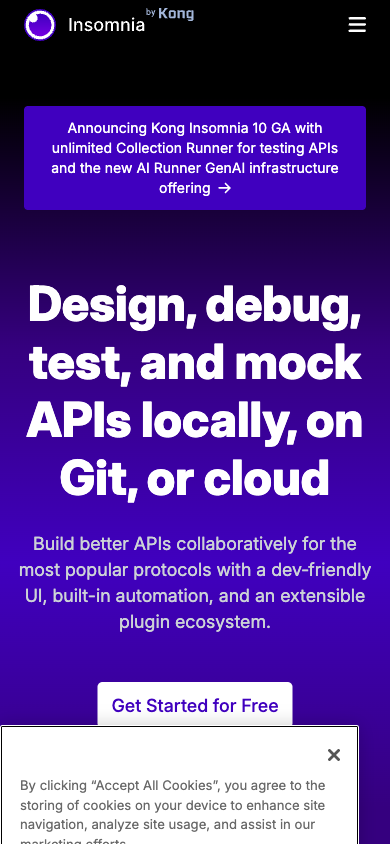 Insomnia by Kong
Announcing Kong Insomnia 10 GA with
unlimited Collection Runner for testing APIs
and the new AI Runner GenAI infrastructure
offering →
Design, debug,
test, and mock
APIs locally, on
Git, or cloud
Build better APIs collaboratively for the
most popular protocols with a dev-friendly
UI, built-in automation, and an extensible
plugin ecosystem.
Get Started for Free
By clicking “Accept All Cookies”, you agree to the
storing of cookies on your device to enhance site
navigation, analyze site usage, and assist in our
marketing efforts.